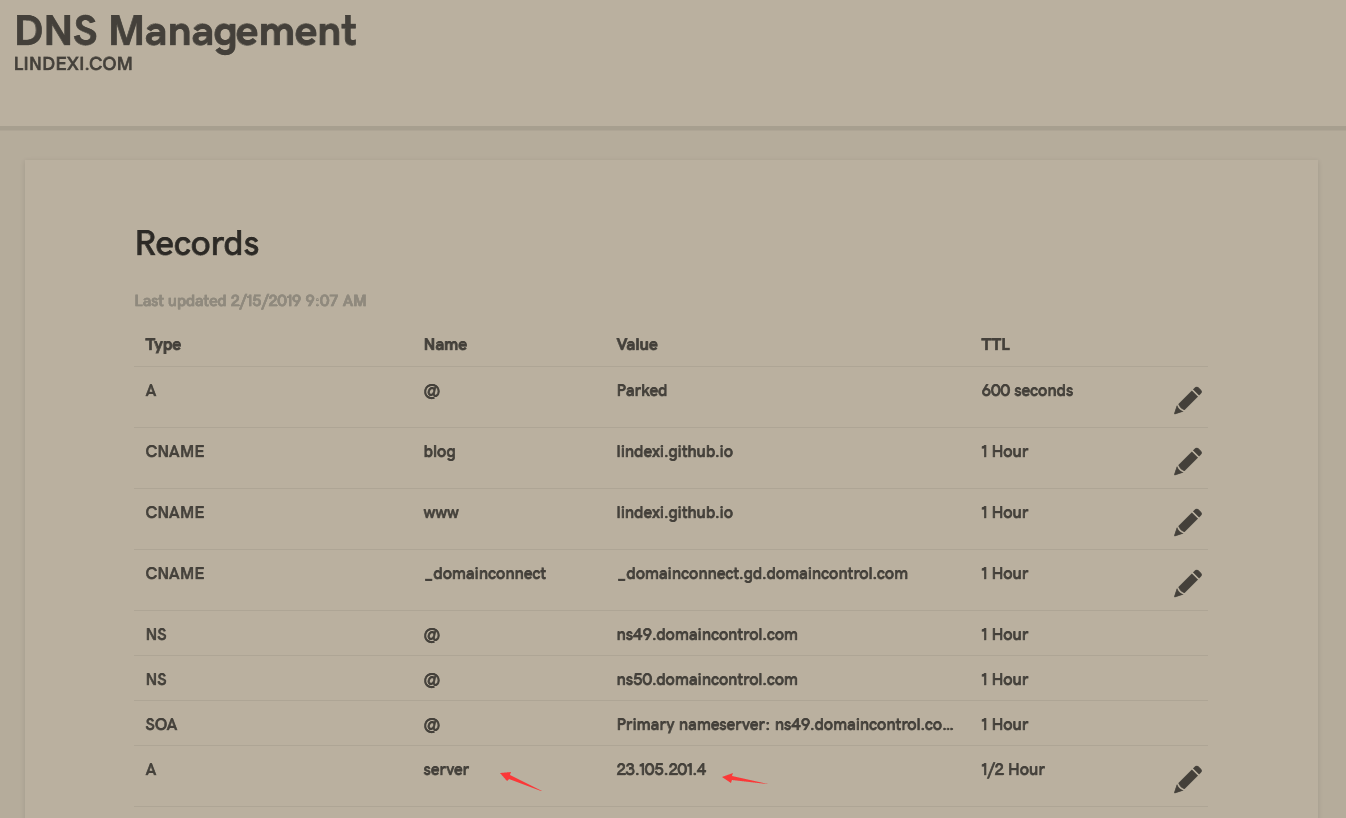 DNS Management
LINDEXI.COM
Records
Last updated 2/15/2019 9:07 AM
Type Name Value TTL
A @ Parked 600 seconds
CNAME blog lindexi.github.io 1 Hour
CNAME www lindexi.github.io 1 Hour
CNAME _domainconnect _domainconnect.gd.domaincontrol.com 1 Hour
NS @ ns49.domaincontrol.com 1 Hour
NS @ ns50.domaincontrol.com 1 Hour
SOA @ Primary nameserver: ns49.domaincontrol.co... 1 Hour
A server 23.105.201.4 1/2 Hour